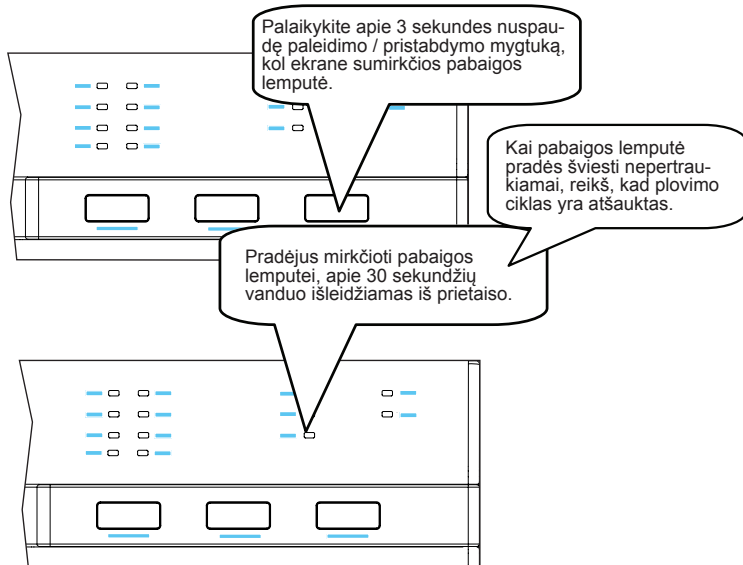 Palaikykite apie 3 sekundes nuspau-
dę paleidimo / pristabdymo mygtuką,
kol ekrane sumirkčios pabaigos
lemputė.
Kai pabaigos lemputė
pradės šviesti nepertrau-
kiamai, reikš, kad plovimo
ciklas yra atšauktas.
Pradėjus mirkčioti pabaigos
lemputei, apie 30 sekundžių
vanduo išleidžiamas iš prietaiso.